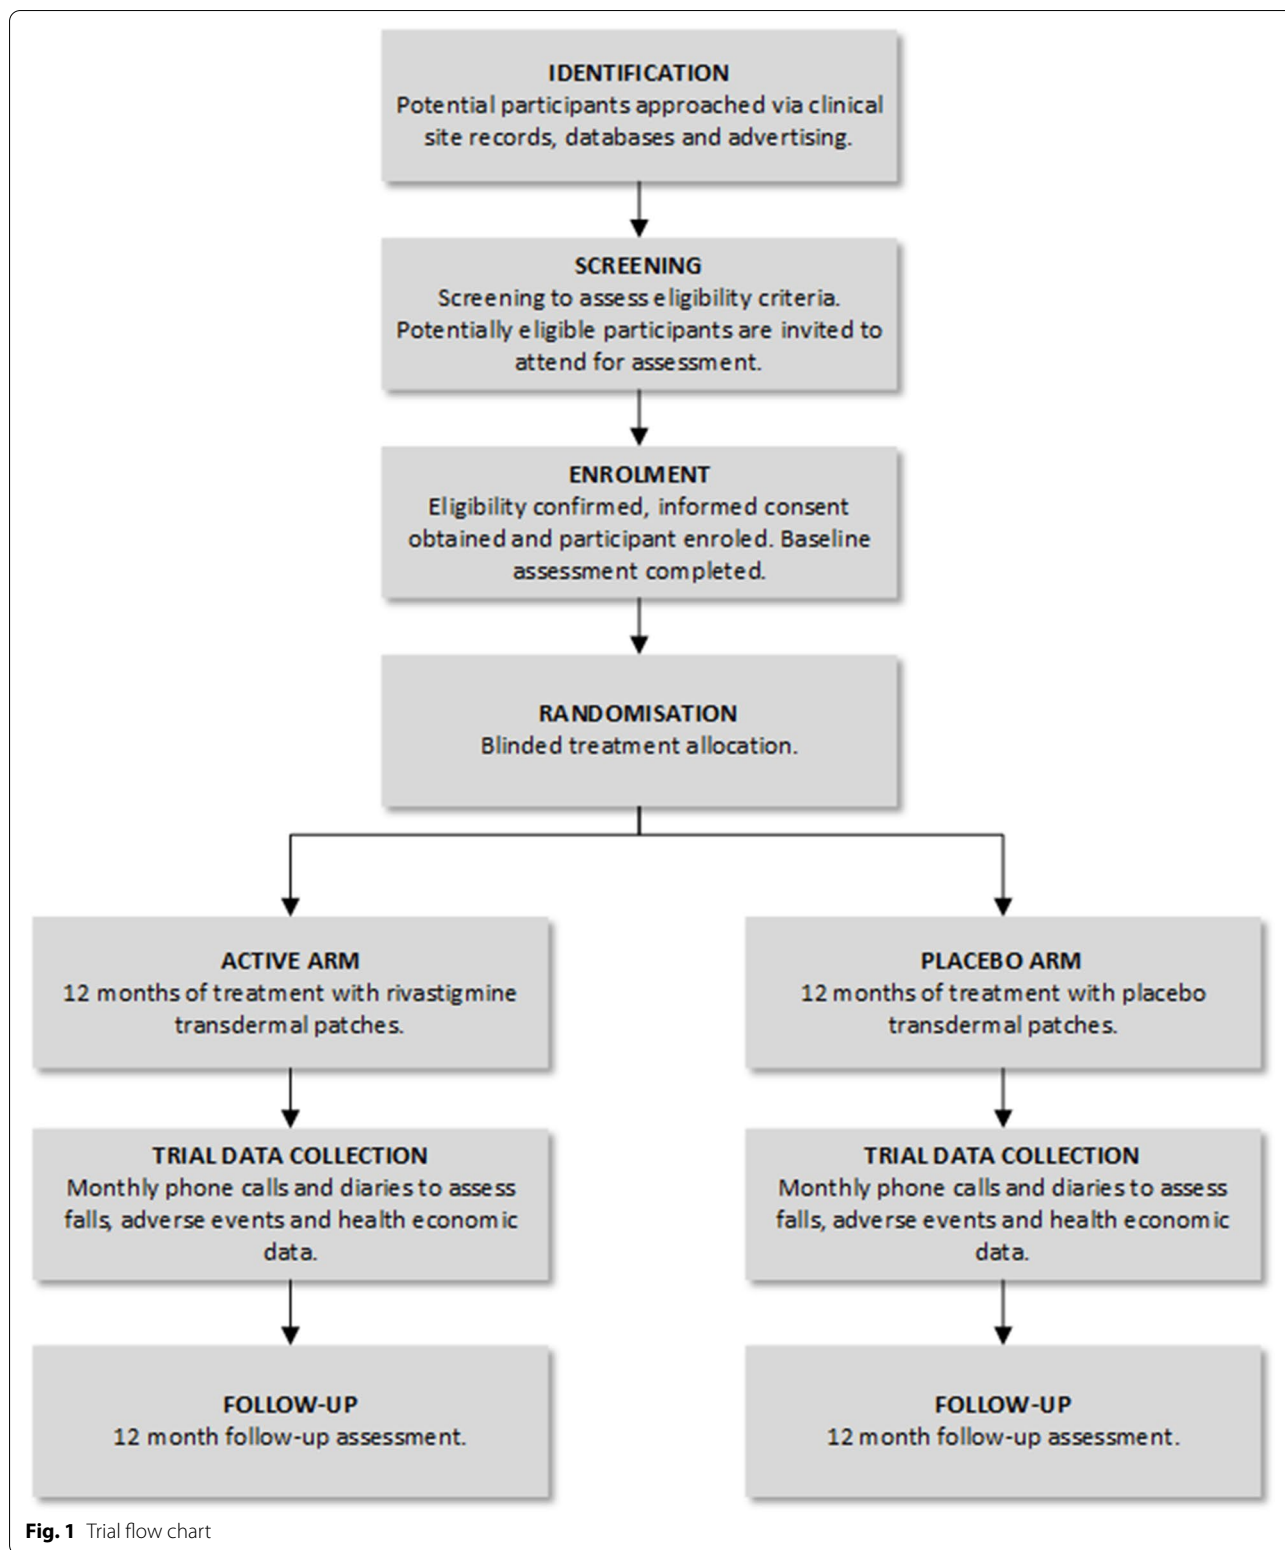 IDENTIFICATION
Potential participants approached via clinical
site records, databases and advertising.
SCREENING
Screening to assess eligibility criteria.
Potentially eligible participants are invited to
attend for assessment.
ENROLMENT
Eligibility confirmed, informed consent
obtained and participant enroled. Baseline
assessment completed.
RANDOMISATION
Blinded treatment allocation.
ACTIVE ARM
12 months of treatment with rivastigmine
transdermal patches.
PLACEBO ARM
12 months of treatment with placebo
transdermal patches.
TRIAL DATA COLLECTION
Monthly phone calls and diaries to assess
falls, adverse events and health economic
data.
TRIAL DATA COLLECTION
Monthly phone calls and diaries to assess
falls, adverse events and health economic
data.
FOLLOW-UP
12 month follow-up assessment.
FOLLOW-UP
12 month follow-up assessment.
Fig. 1 Trial flow chart